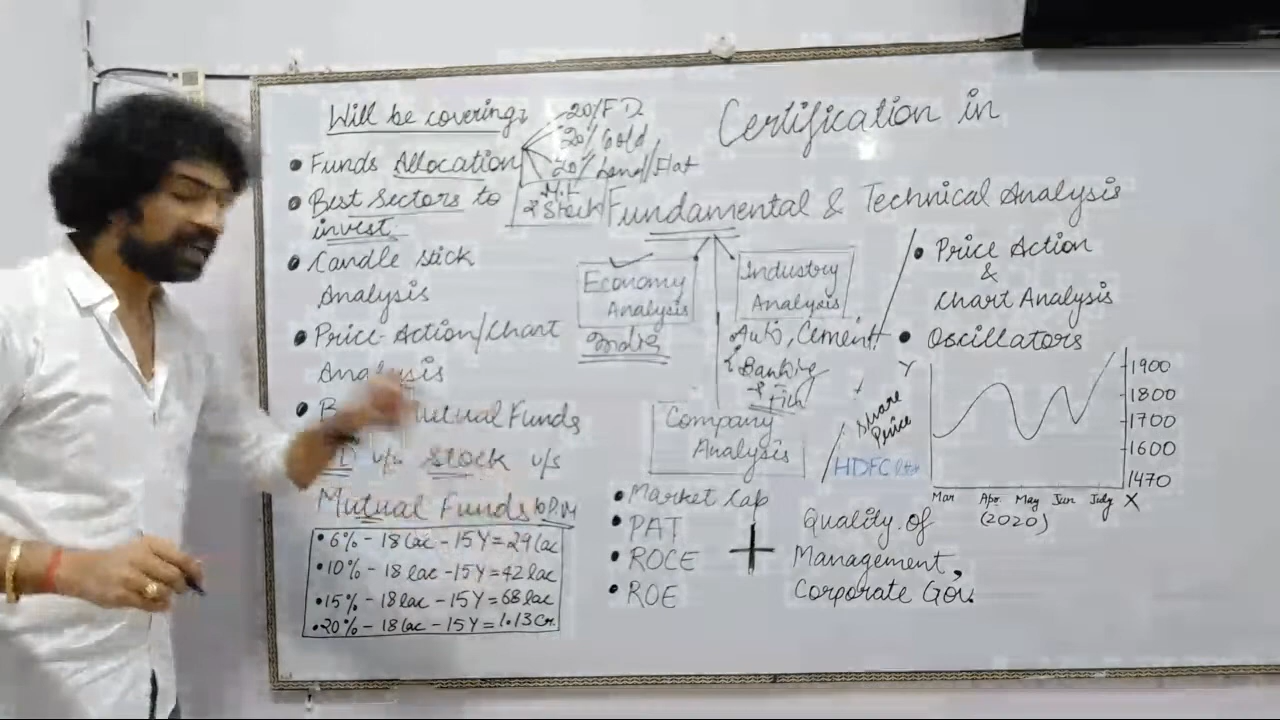 Will be covering
20/F.D.
20% Gold
20% Land/Flat
• Funds Allocation
• Best Sectors to
invest
• Candle stick
Analysis
• Price-Action/Chart
Analysis
Mutual Funds
v/s Stock v/s
Mutual Funds
• 6% - 18 lac - 15Y = 29 lac
• 10% - 18 lac - 15Y = 42 lac
• 15% - 18 lac - 15Y = 68 lac
• 20% - 18 lac - 15Y = 1.13 Cr.
Certification in
Fundamental & Technical Analysis
Economy
Analysis
India
Industry
Analysis
Auto, Cement
Banking
Company
Analysis
• Market Cap
• PAT
• ROCE
• ROE
+
Quality of
Management,
Corporate Gov.
• Price Action
&
Chart Analysis
• Oscillators
Y
Share
Price
HDFC
1900
1800
1700
1600
1470
Mar Apr. May Jun July X
(2020)